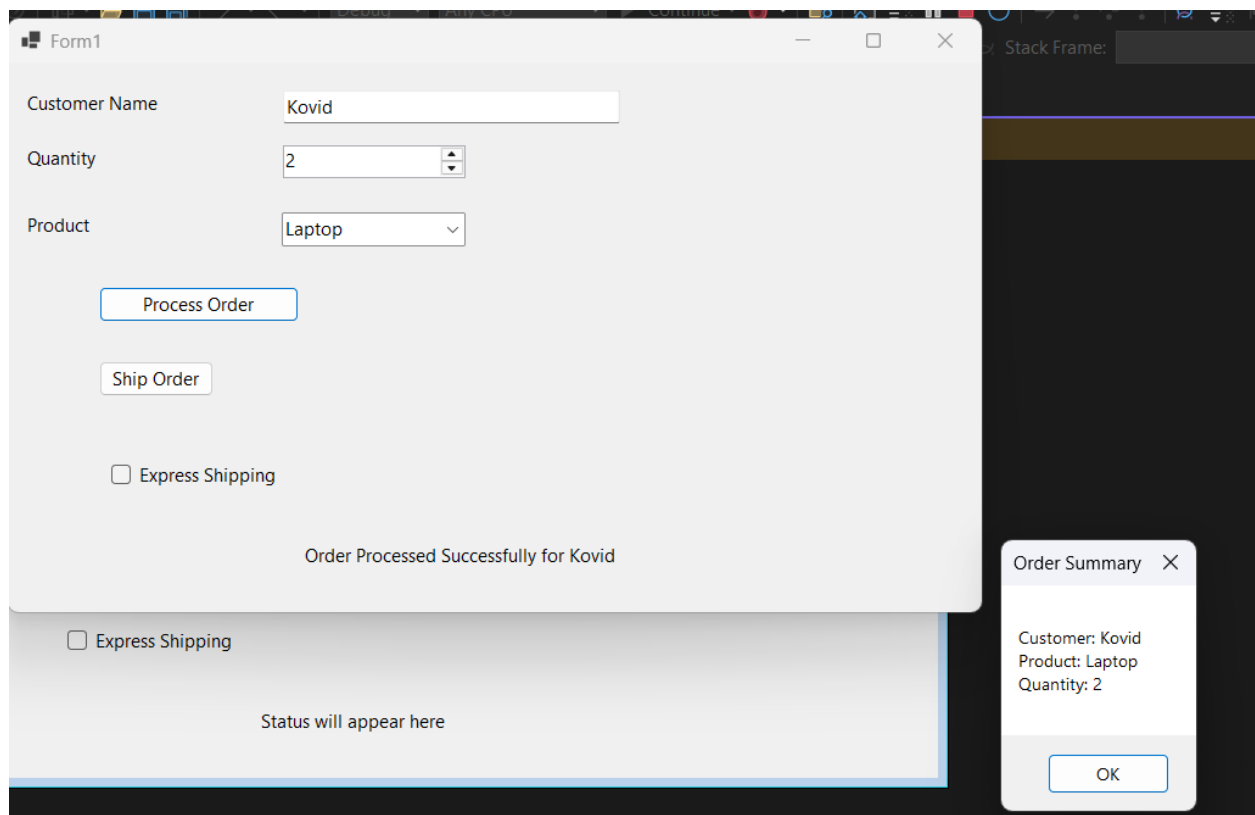 Debug Any CPU Continue
Form1
Stack Frame:
Customer Name
Kovid
Quantity
2
Product
Laptop
Process Order
Ship Order
Express Shipping
Order Processed Successfully for Kovid
Express Shipping
Status will appear here
Order Summary
Customer: Kovid
Product: Laptop
Quantity: 2
OK